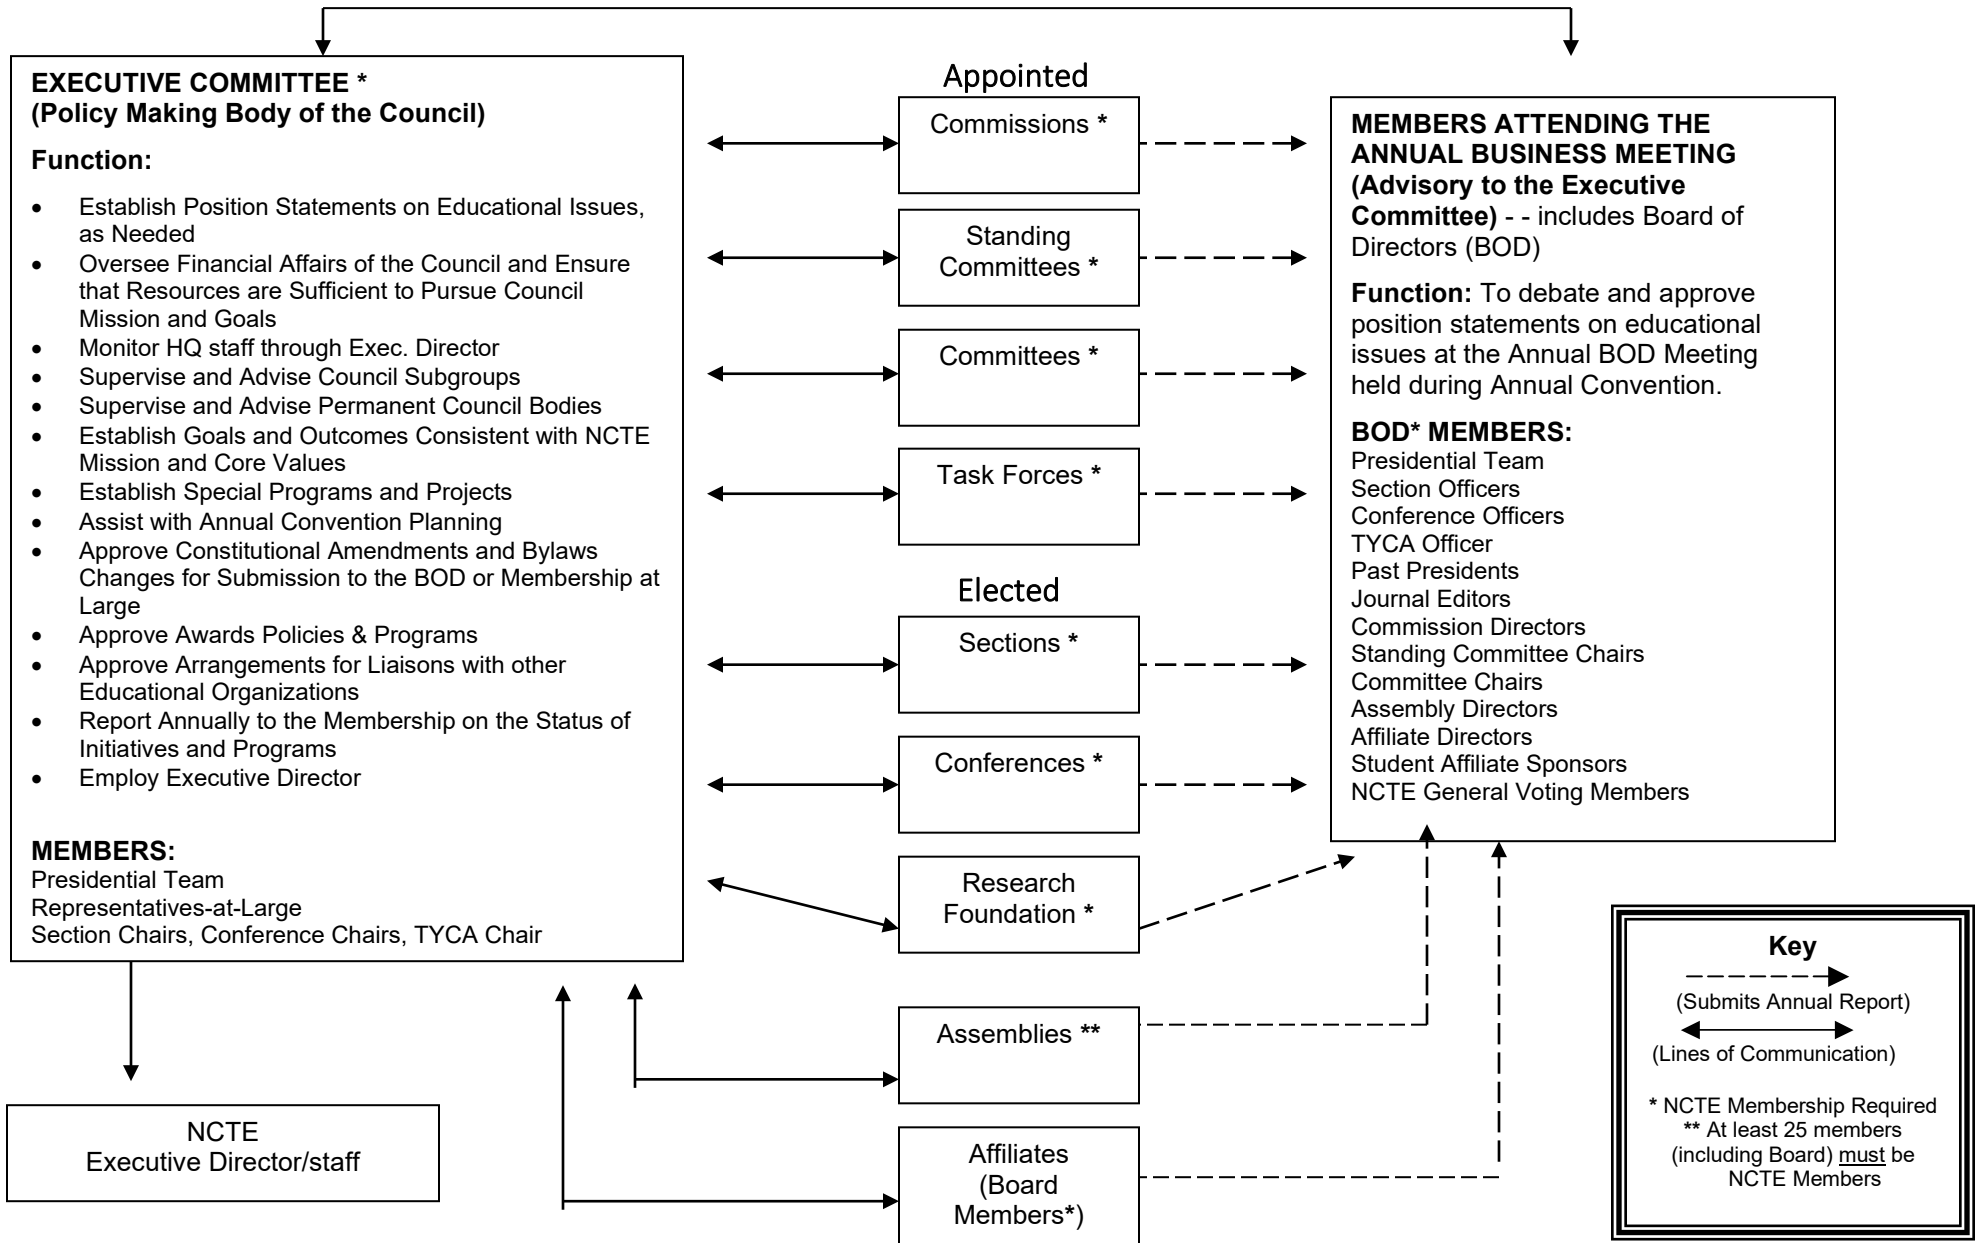 EXECUTIVE COMMITTEE *
(Policy Making Body of the Council)
Function:
• Establish Position Statements on Educational Issues,
as Needed
• Oversee Financial Affairs of the Council and Ensure
that Resources are Sufficient to Pursue Council
Mission and Goals
• Monitor HQ staff through Exec. Director
• Supervise and Advise Council Subgroups
• Supervise and Advise Permanent Council Bodies
• Establish Goals and Outcomes Consistent with NCTE
Mission and Core Values
• Establish Special Programs and Projects
• Assist with Annual Convention Planning
• Approve Constitutional Amendments and Bylaws
Changes for Submission to the BOD or Membership at
Large
• Approve Awards Policies & Programs
• Approve Arrangements for Liaisons with other
Educational Organizations
• Report Annually to the Membership on the Status of
Initiatives and Programs
• Employ Executive Director
MEMBERS:
Presidential Team
Representatives-at-Large
Section Chairs, Conference Chairs, TYCA Chair
NCTE
Executive Director/staff
Appointed
Commissions *
Standing
Committees *
Committees *
Task Forces *
Elected
Sections *
Conferences *
Research
Foundation *
Assemblies **
Affiliates
(Board
Members*)
MEMBERS ATTENDING THE
ANNUAL BUSINESS MEETING
(Advisory to the Executive
Committee) - - includes Board of
Directors (BOD)
Function: To debate and approve
position statements on educational
issues at the Annual BOD Meeting
held during Annual Convention.
BOD* MEMBERS:
Presidential Team
Section Officers
Conference Officers
TYCA Officer
Past Presidents
Journal Editors
Commission Directors
Standing Committee Chairs
Committee Chairs
Assembly Directors
Affiliate Directors
Student Affiliate Sponsors
NCTE General Voting Members
Key
(Submits Annual Report)
(Lines of Communication)
* NCTE Membership Required
** At least 25 members
(including Board) must be
NCTE Members